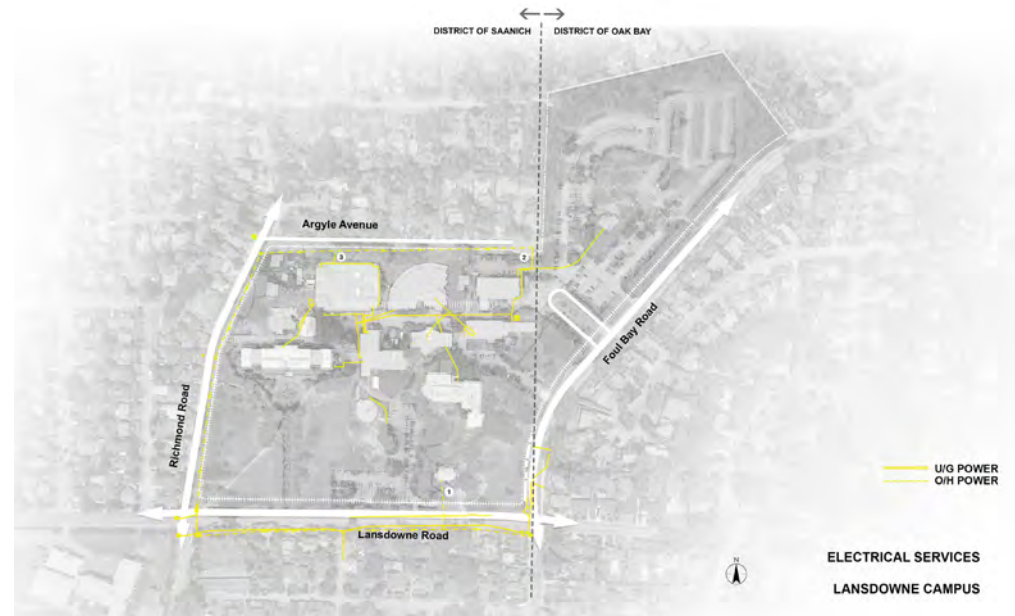 DISTRICT OF SAANICH
DISTRICT OF OAK BAY
Argyle Avenue
3
2
Richmond Road
Foul Bay Road
1
Lansdowne Road
U/G POWER
O/H POWER
N
ELECTRICAL SERVICES
LANSDOWNE CAMPUS